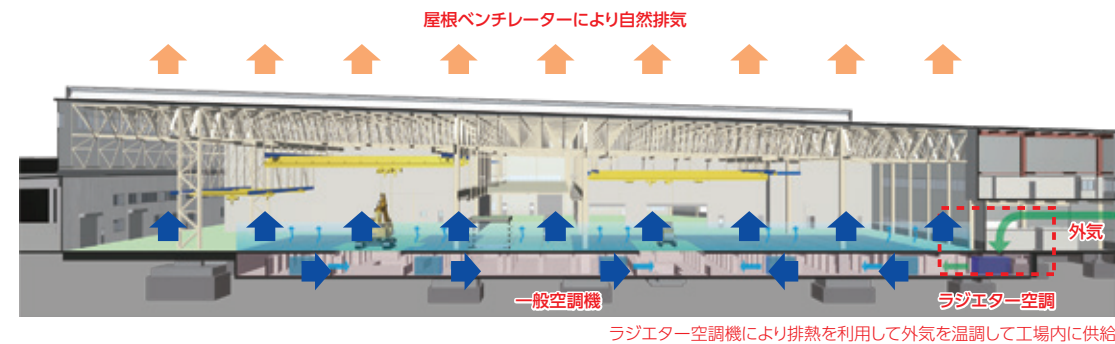 屋根ベンチレーターにより自然排気
外気
一般空調機
ラジエター空調
ラジエター空調機により排熱を利用して外気を温調して工場内に供給